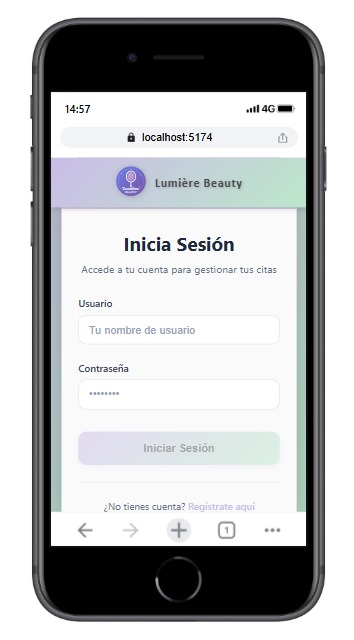 14:57
4G
localhost:5174
Lumière Beauty
Inicia Sesión
Accede a tu cuenta para gestionar tus citas
Usuario
Tu nombre de usuario
Contraseña
••••••••
Iniciar Sesión
¿No tienes cuenta? Regístrate aquí
1